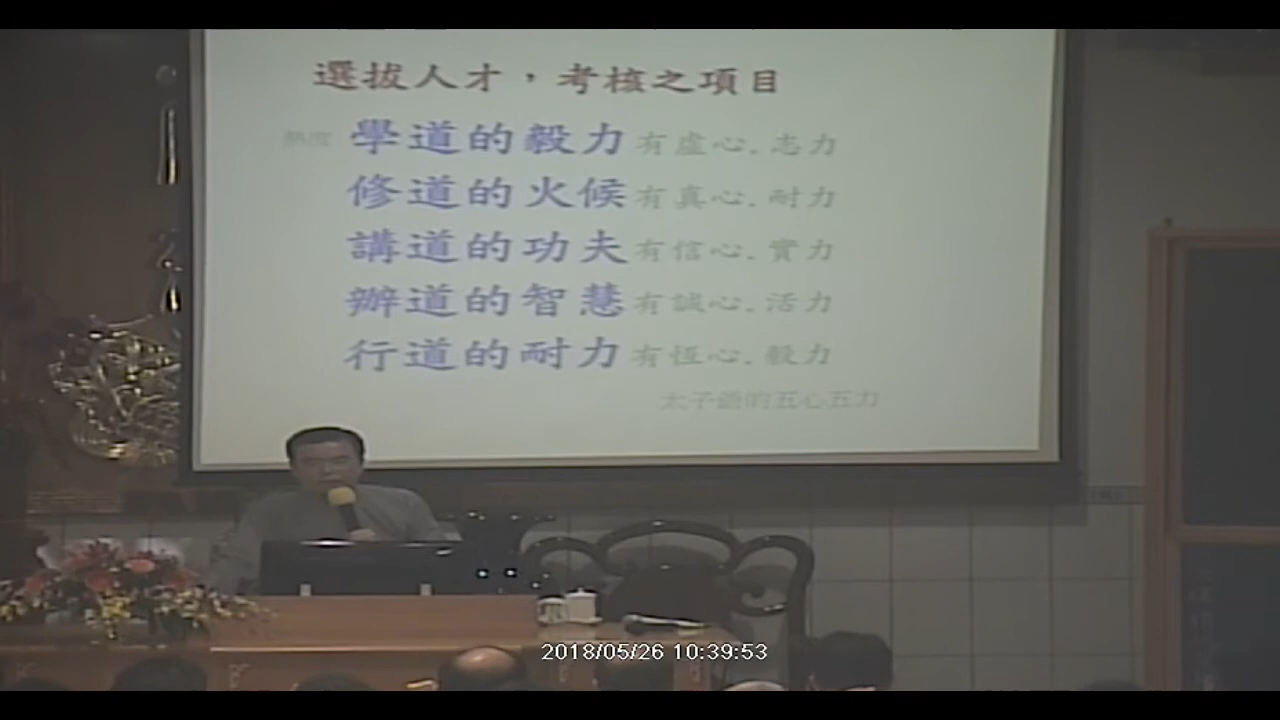 選拔人才，考核之項目
熱度 學道的毅力 有虛心.志力
修道的火候 有真心.耐力
講道的功夫 有信心.實力
辦道的智慧 有誠心.活力
行道的耐力 有恆心.毅力
太子 的五心五力
2018/05/26 10:39:53